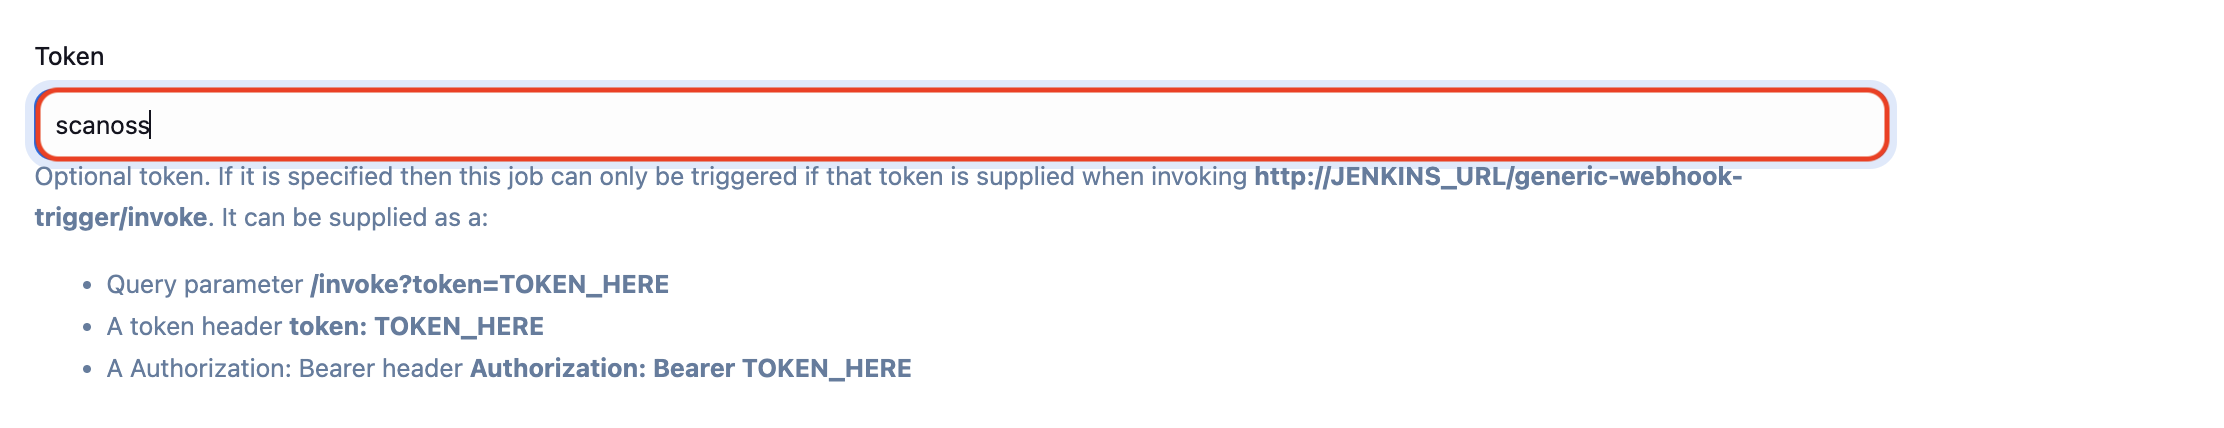 Token
scanoss
Optional token. If it is specified then this job can only be triggered if that token is supplied when invoking http://JENKINS_URL/generic-webhook-
trigger/invoke. It can be supplied as a:
• Query parameter /invoke?token=TOKEN_HERE
• A token header token: TOKEN_HERE
• A Authorization: Bearer header Authorization: Bearer TOKEN_HERE